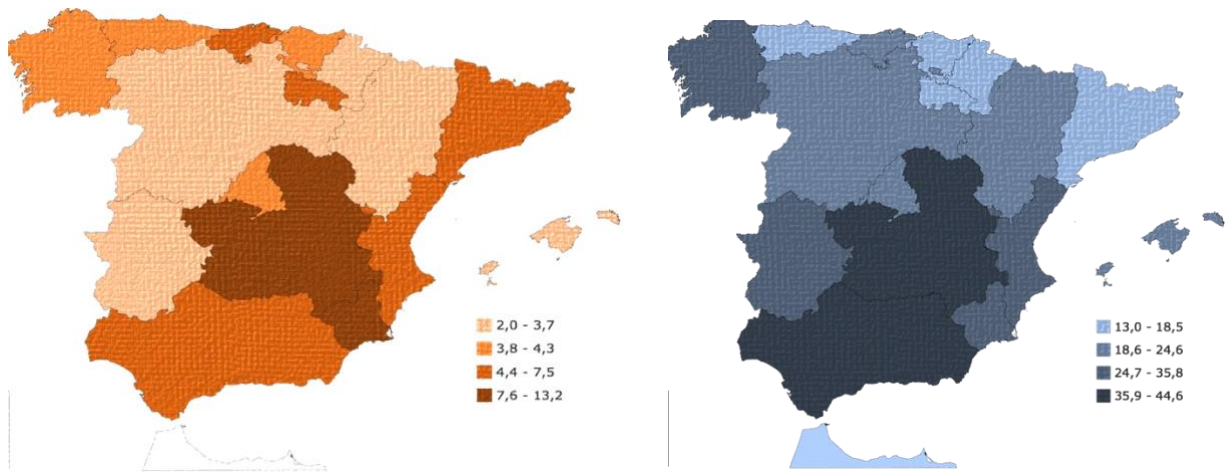 2,0 - 3,7
3,8 - 4,3
4,4 - 7,5
7,6 - 13,2
13,0 - 18,5
18,6 - 24,6
24,7 - 35,8
35,9 - 44,6